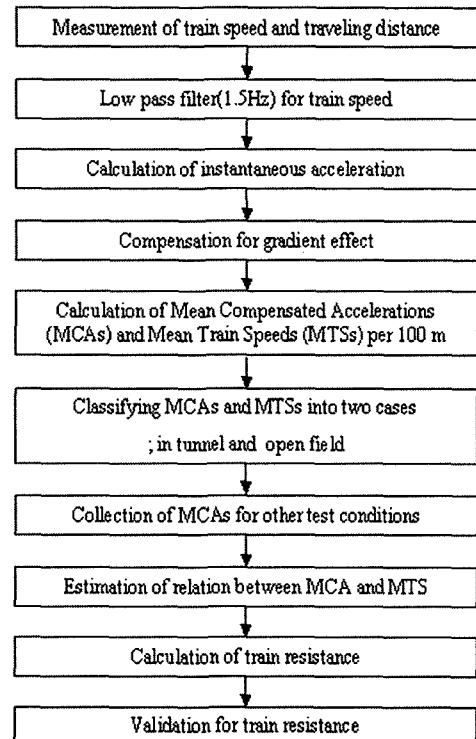 Measurement of train speed and traveling distance
Low pass filter(1.5Hz) for train speed
Calculation of instantaneous acceleration
Compensation for gradient effect
Calculation of Mean Compensated Accelerations
(MCAs) and Mean Train Speeds (MTSs) per 100 m
Classifying MCAs and MTSs into two cases
; in tunnel and open field
Collection of MCAs for other test conditions
Estimation of relation between MCA and MTS
Calculation of train resistance
Validation for train resistance